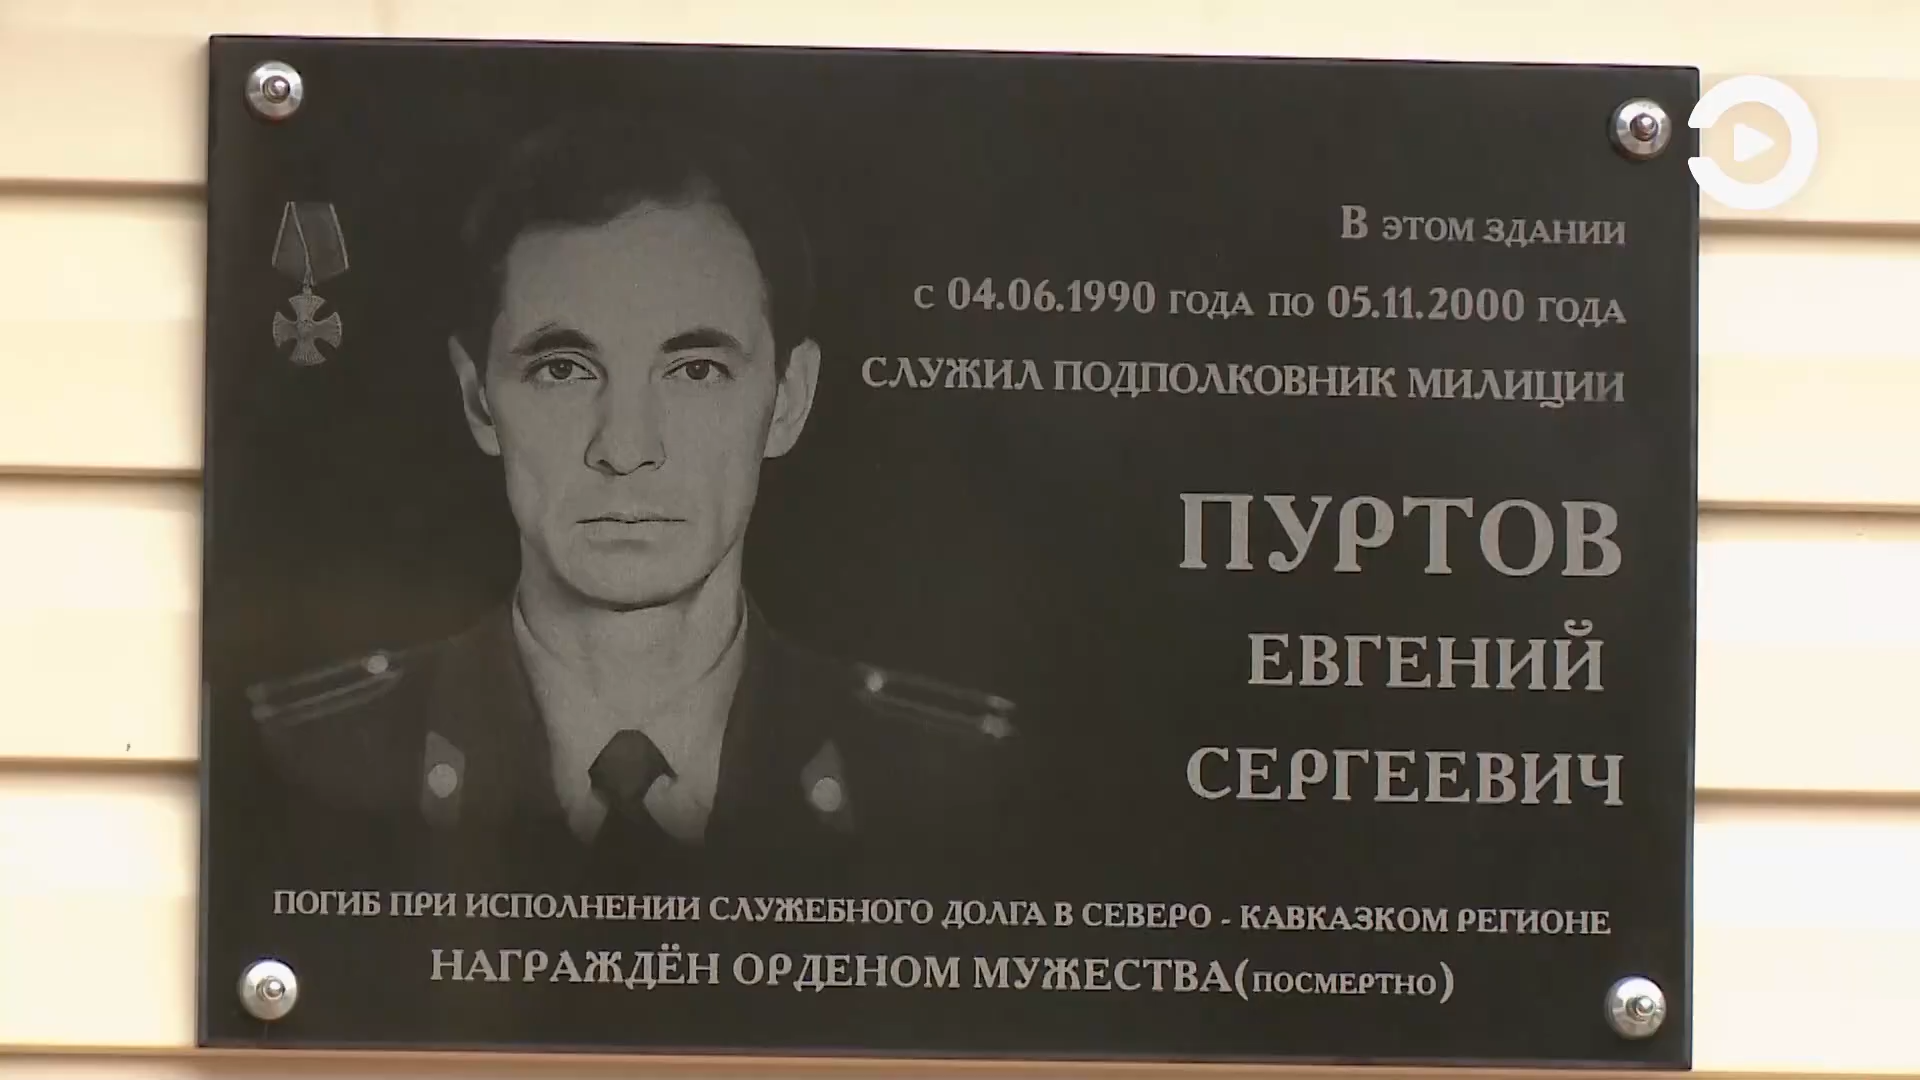 В этом здании
с 04.06.1990 года по 05.11.2000 года
служил подполковник милиции
ПУРТОВ
ЕВГЕНИЙ
СЕРГЕЕВИЧ
погиб при исполнении служебного долга в Северо - Кавказком регионе
НАГРАЖДЁН ОРДЕНОМ МУЖЕСТВА(посмертно)